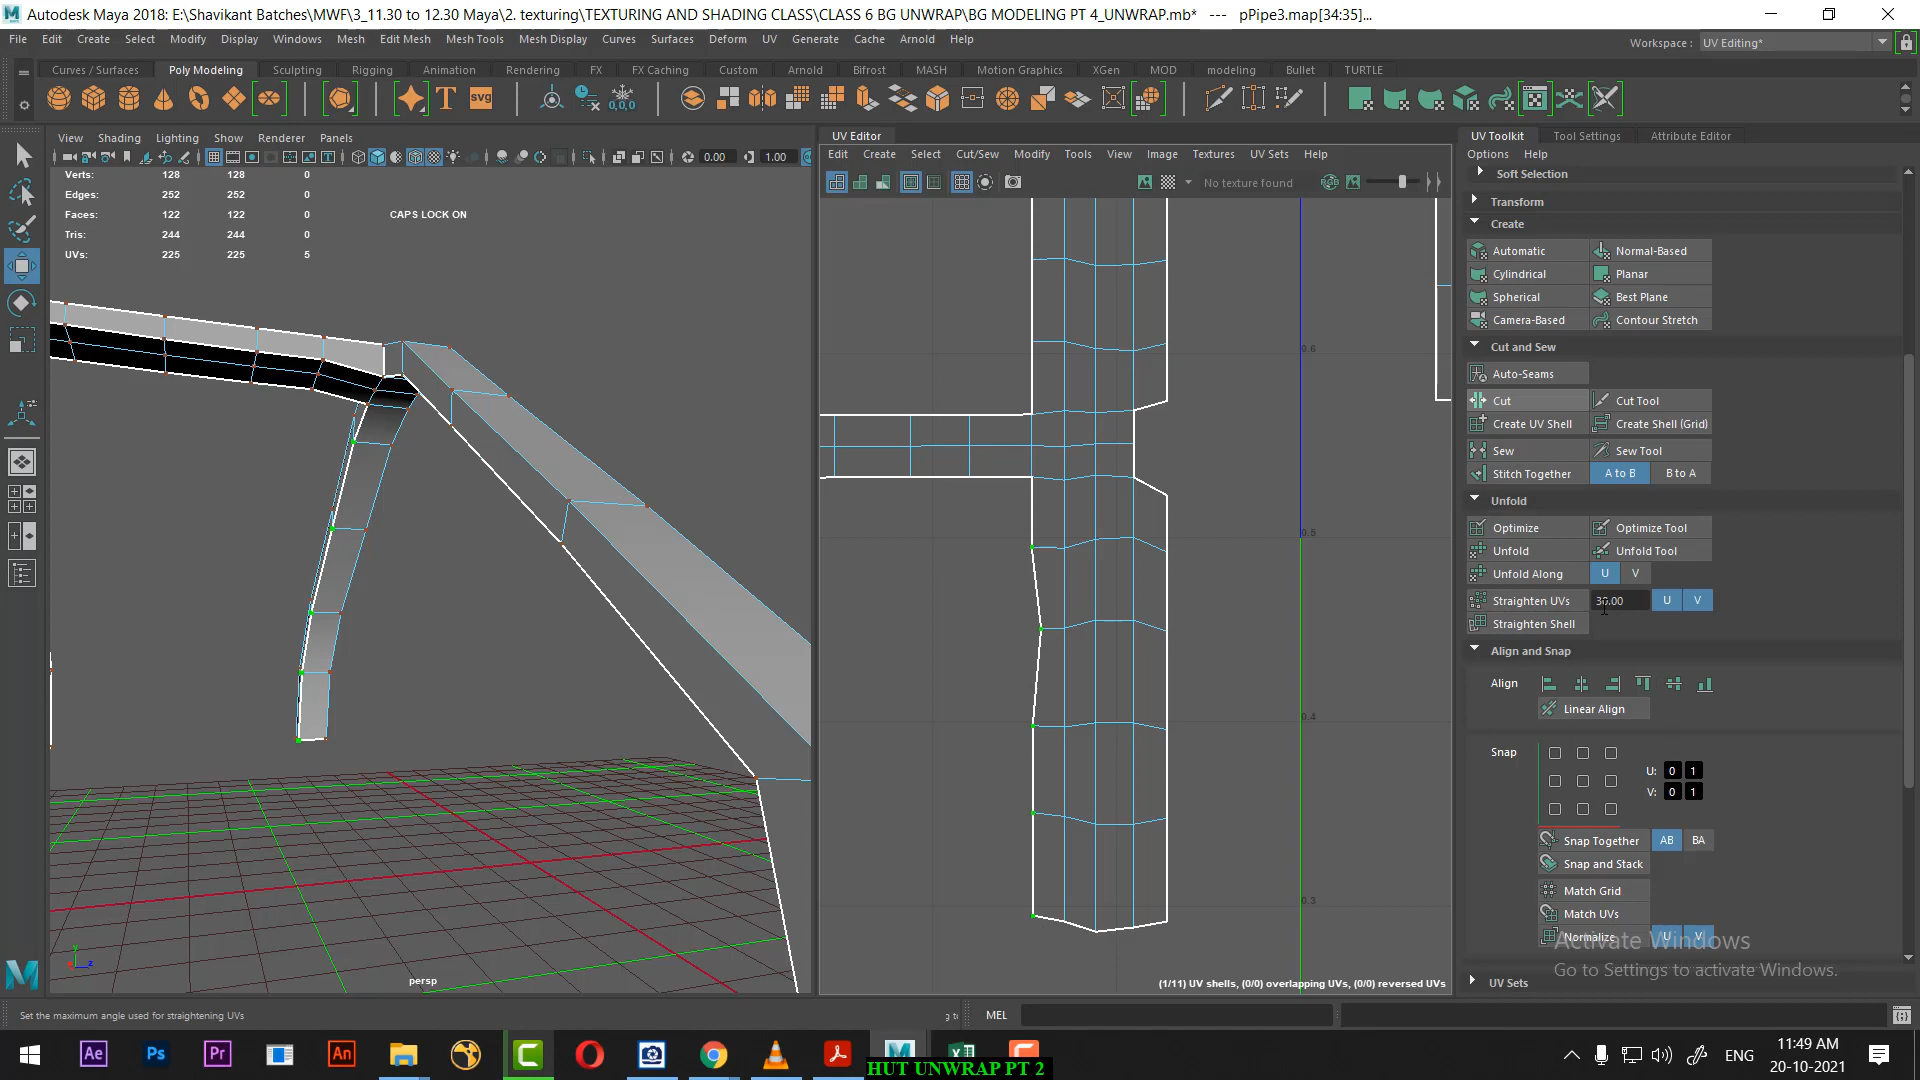 Autodesk Maya 2018: E:\Shavikant Batches\MWF\3_11.30 to 12.30 Maya\2. texturing\TEXTURING AND SHADING CLASS\CLASS 6 BG UNWRAP\BG MODELING PT 4_UNWRAP.mb* --- pPipe3.map[34:35]...
File Edit Create Select Modify Display Windows Mesh Edit Mesh Mesh Tools Mesh Display Curves Surfaces Deform UV Generate Cache Arnold Help
Workspace : UV Editing*
Curves / Surfaces Poly Modeling Sculpting Rigging Animation Rendering FX FX Caching Custom Arnold Bifrost MASH Motion Graphics XGen MOD modeling Bullet TURTLE
T svg 0,0,0
View Shading Lighting Show Renderer Panels
0.00 1.00
Verts: 128 128 0
Edges: 252 252 0
Faces: 122 122 0
Tris: 244 244 0
UVs: 225 225 5
CAPS LOCK ON
persp
y
z
UV Editor
Edit Create Select Cut/Sew Modify Tools View Image Textures UV Sets Help
No texture found
RGB
0.6
0.5
0.4
0.3
(1/11) UV shells, (0/0) overlapping UVs, (0/0) reversed UVs
UV Toolkit Tool Settings Attribute Editor
Options Help
Soft Selection
Transform
Create
Automatic Normal-Based
Cylindrical Planar
Spherical Best Plane
Camera-Based Contour Stretch
Cut and Sew
Auto-Seams
Cut Cut Tool
Create UV Shell Create Shell (Grid)
Sew Sew Tool
Stitch Together A to B B to A
Unfold
Optimize Optimize Tool
Unfold Unfold Tool
Unfold Along U V
Straighten UVs 30.00 U V
Straighten Shell
Align and Snap
Align
Linear Align
Snap
U: 0 1
V: 0 1
Snap Together AB BA
Snap and Stack
Match Grid
Match UVs
Normalize U V
UV Sets
Activate Windows
Go to Settings to activate Windows.
Set the maximum angle used for straightening UVs
MEL
Ae Ps Pr An
HUT UNWRAP PT 2
ENG
11:49 AM
20-10-2021